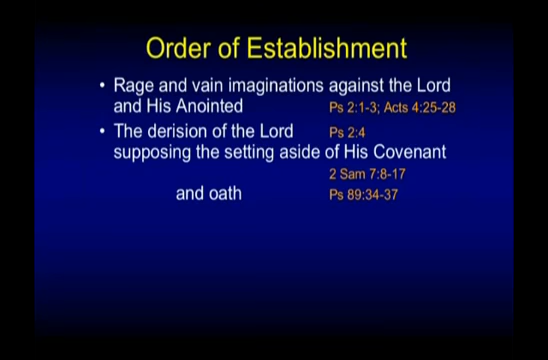 Order of Establishment
• Rage and vain imaginations against the Lord
and His Anointed Ps 2:1-3; Acts 4:25-28
• The derision of the Lord Ps 2:4
supposing the setting aside of His Covenant
2 Sam 7:8-17
and oath Ps 89:34-37